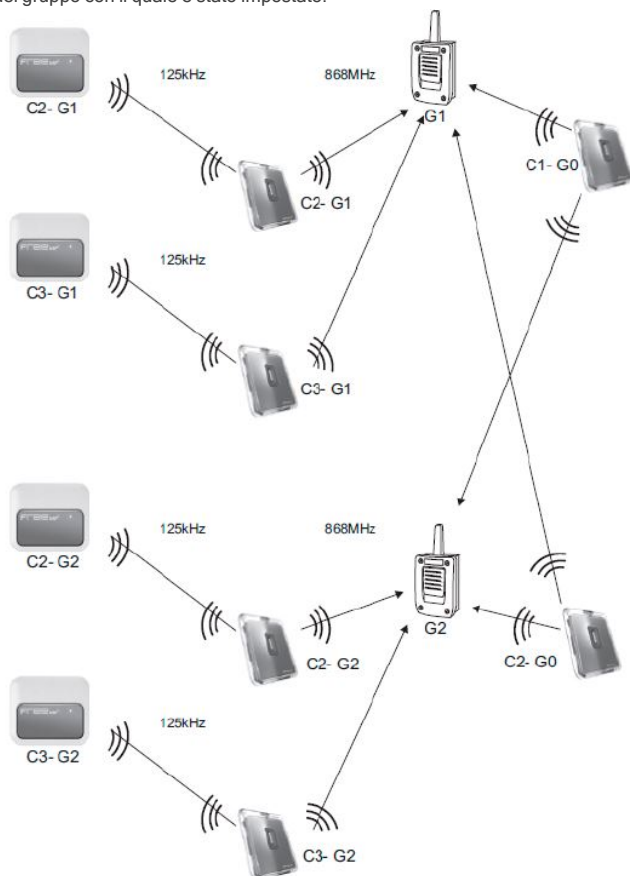 del gruppo con il quale è stato impostato.
125kHz
868MHz
C2- G1
G1
C1- G0
C2- G1
125kHz
C3- G1
C3- G1
125kHz
868MHz
C2- G2
G2
C2- G2
C2- G0
125kHz
C3- G2
C3- G2